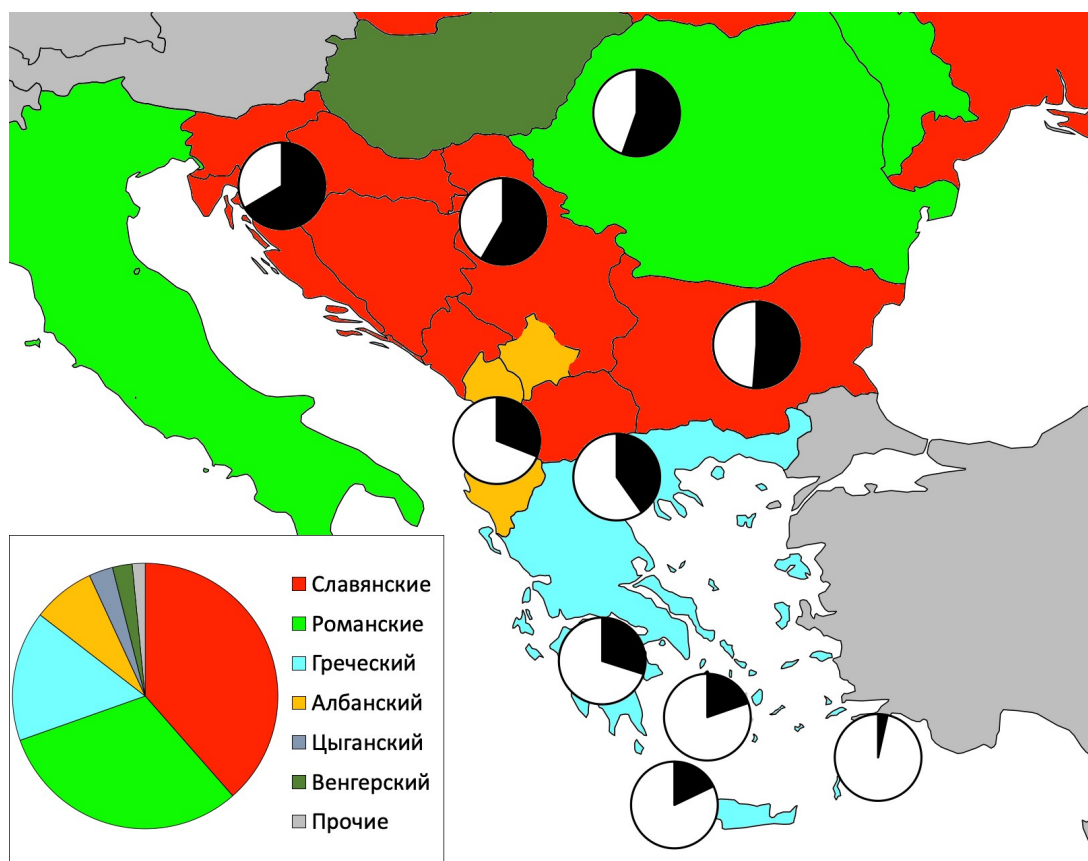 Славянские
Романские
Греческий
Албанский
Цыганский
Венгерский
Прочие